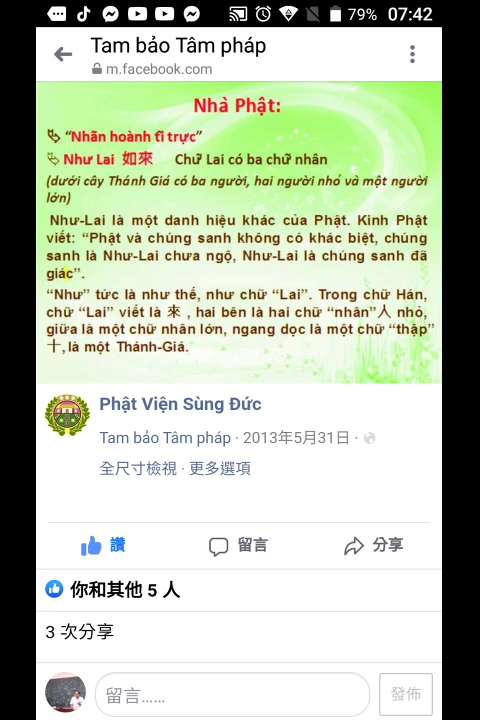 79% 07:42
Tam bảo Tâm pháp
m.facebook.com
Nhà Phật:
“Nhãn hoành tỉ trực”
Như Lai 如來 Chữ Lai có ba chữ nhân
(dưới cây Thánh Giá có ba người, hai người nhỏ và một người
lớn)
Như-Lai là một danh hiệu khác của Phật. Kinh Phật
viết: “Phật và chúng sanh không có khác biệt, chúng
sanh là Như-Lai chưa ngộ, Như-Lai là chúng sanh đã
giác”.
“Như” tức là như thế, như chữ “Lai”. Trong chữ Hán,
chữ “Lai” viết là 來 , hai bên là hai chữ “nhân”人 nhỏ,
giữa là một chữ nhân lớn, ngang dọc là một chữ “thập”
十, là một Thánh-Giá.
Phật Viện Sùng Đức
Tam bảo Tâm pháp · 2013年5月31日 ·
全尺寸檢視 · 更多選項
讚 留言 分享
你和其他 5 人
3 次分享
留言…… 發佈